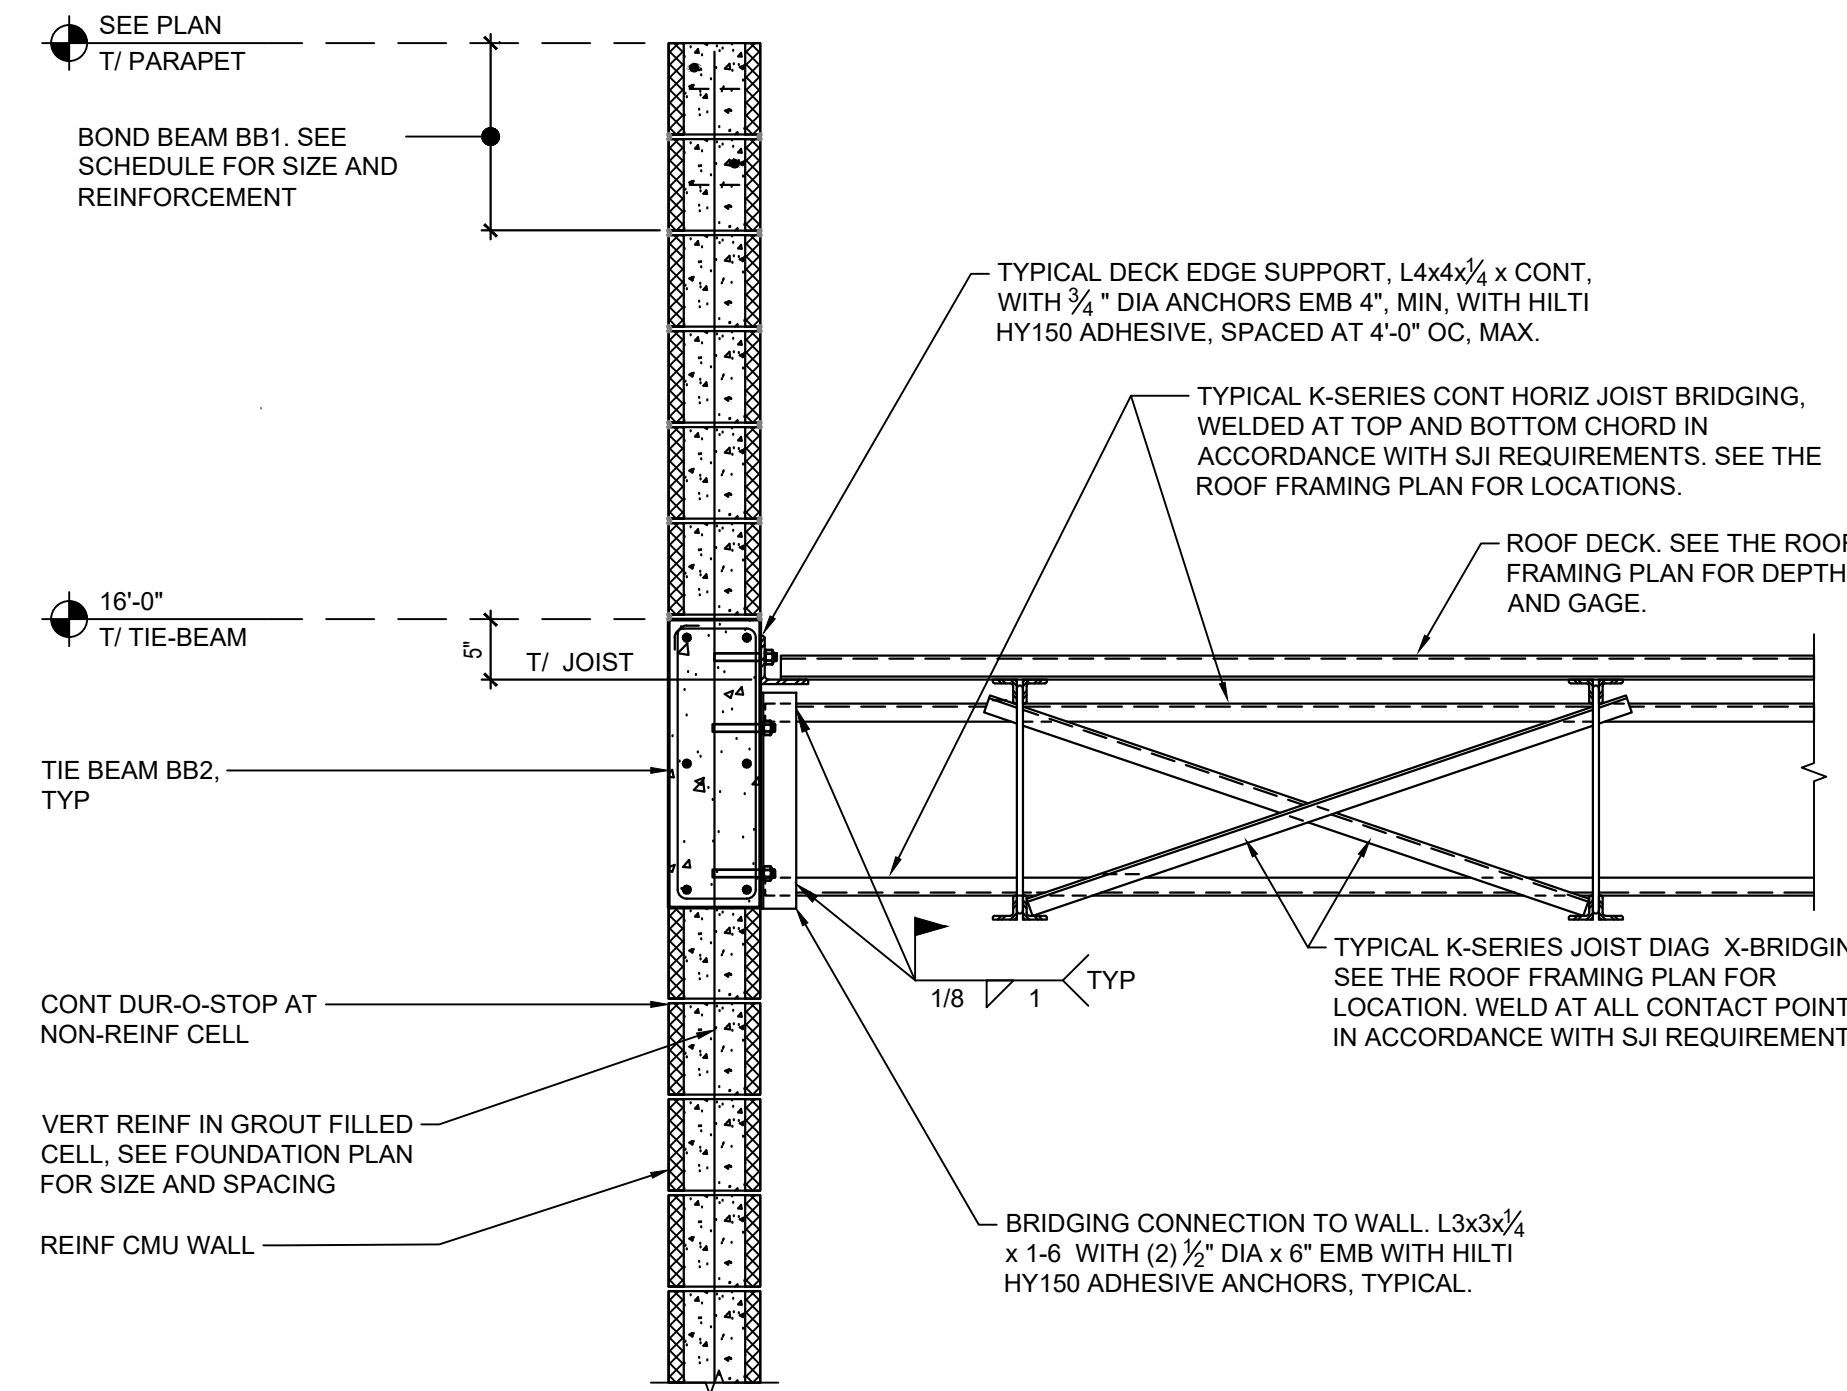 SEE PLAN
T/ PARAPET
BOND BEAM BB1. SEE
SCHEDULE FOR SIZE AND
REINFORCEMENT
TYPICAL DECK EDGE SUPPORT, L4x4x1/4 x CONT,
WITH 3/4 " DIA ANCHORS EMB 4", MIN, WITH HILTI
HY150 ADHESIVE, SPACED AT 4'-0" OC, MAX.
TYPICAL K-SERIES CONT HORIZ JOIST BRIDGING,
WELDED AT TOP AND BOTTOM CHORD IN
ACCORDANCE WITH SJI REQUIREMENTS. SEE THE
ROOF FRAMING PLAN FOR LOCATIONS.
ROOF DECK. SEE THE ROOF
FRAMING PLAN FOR DEPTH
AND GAGE.
16'-0"
T/ TIE-BEAM
5"
T/ JOIST
TIE BEAM BB2,
TYP
TYPICAL K-SERIES JOIST DIAG X-BRIDGIN
SEE THE ROOF FRAMING PLAN FOR
LOCATION. WELD AT ALL CONTACT POINT
IN ACCORDANCE WITH SJI REQUIREMENT
1/8 1 TYP
CONT DUR-O-STOP AT
NON-REINF CELL
VERT REINF IN GROUT FILLED
CELL, SEE FOUNDATION PLAN
FOR SIZE AND SPACING
REINF CMU WALL
BRIDGING CONNECTION TO WALL. L3x3x1/4
x 1-6 WITH (2) 1/2" DIA x 6" EMB WITH HILTI
HY150 ADHESIVE ANCHORS, TYPICAL.